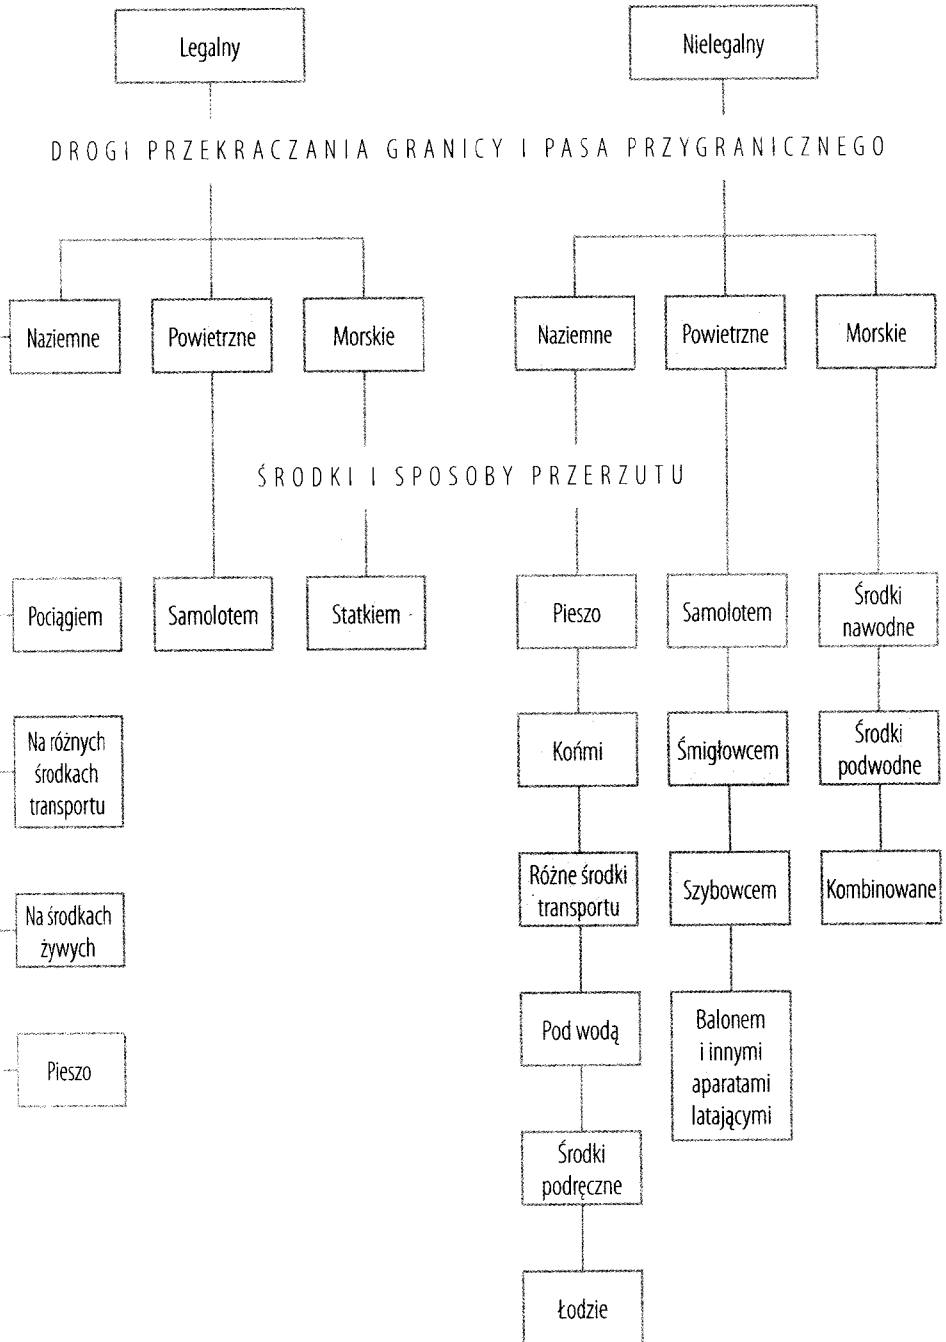 Legalny
Nielegalny
DROGI PRZEKRACZANIA GRANICY I PASA PRZYGRANICZNEGO
Naziemne
Powietrzne
Morskie
Naziemne
Powietrzne
Morskie
ŚRODKI I SPOSOBY PRZERZUTU
Pociągiem
Samolotem
Statkiem
Pieszo
Samolotem
Środki
nawodne
Na różnych
środkach
transportu
Końmi
Śmigłowcem
Środki
podwodne
Na środkach
żywych
Różne środki
transportu
Szybowcem
Kombinowane
Pieszo
Pod wodą
Balonem
i innymi
aparatami
latającymi
Środki
podręczne
Łodzie